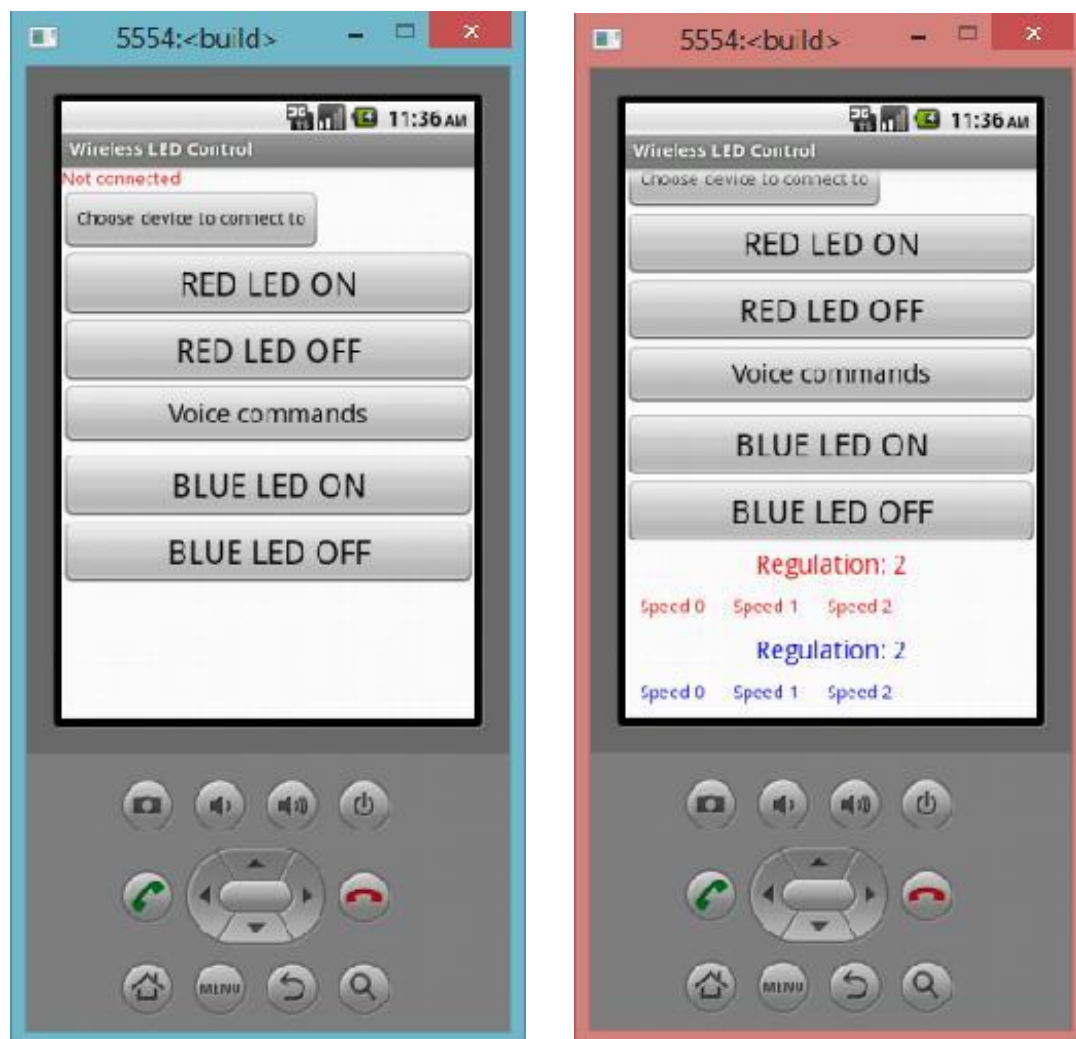 5554:<build>
11:36 AM
Wireless LED Control
Not connected
Choose device to connect to
RED LED ON
RED LED OFF
Voice commands
BLUE LED ON
BLUE LED OFF
MENU
5554:<build>
11:36 AM
Wireless LED Control
Choose device to connect to
RED LED ON
RED LED OFF
Voice commands
BLUE LED ON
BLUE LED OFF
Regulation: 2
Speed 0 Speed 1 Speed 2
Regulation: 2
Speed 0 Speed 1 Speed 2
MENU